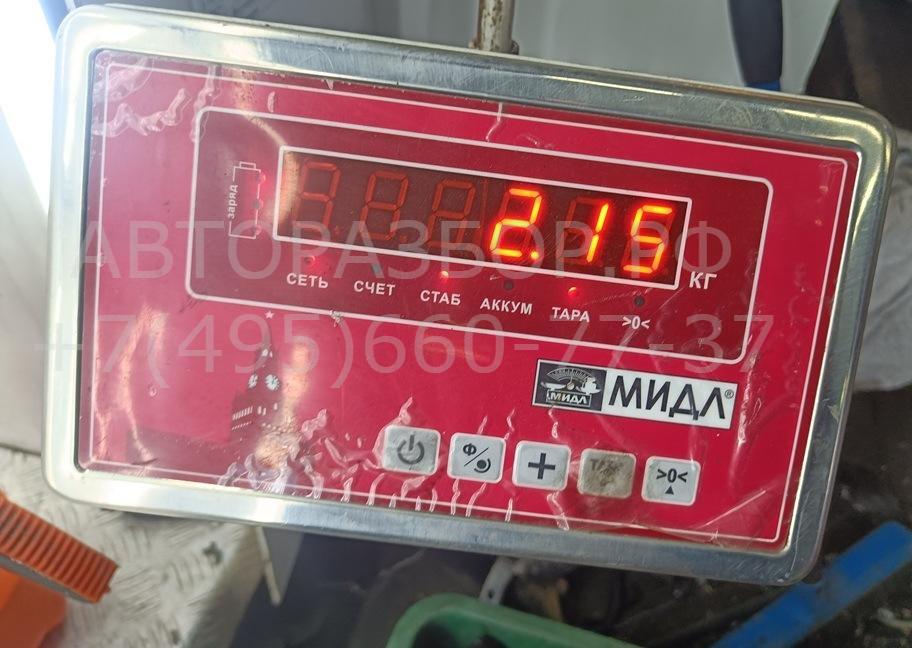 заряд
2.15
КГ
СЕТЬ СЧЕТ СТАБ АККУМ ТАРА >0<
АВТОРАЗБОР.РФ
+7(495)660-77-37
МИДЛ МИДЛ®
Ф + >0<